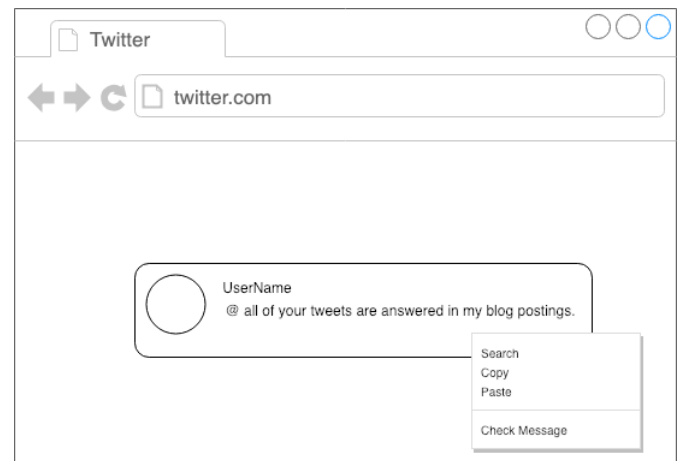 Twitter
twitter.com
UserName
@ all of your tweets are answered in my blog postings.
Search
Copy
Paste
Check Message